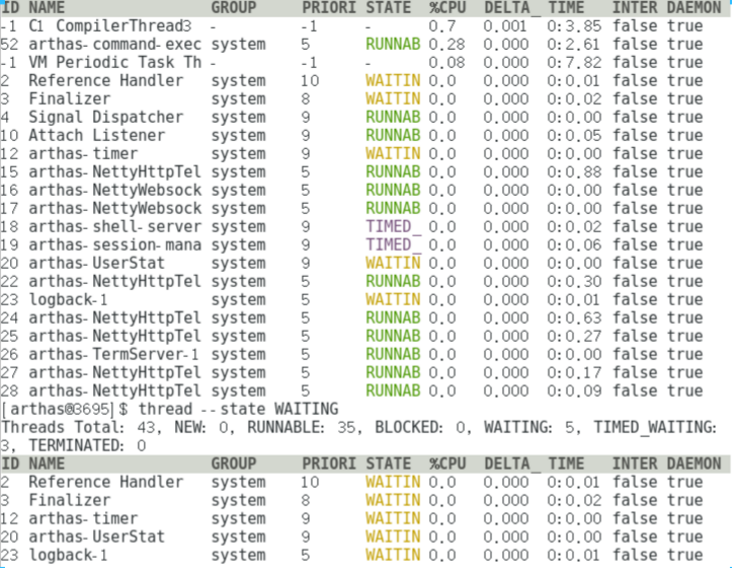 ID NAME GROUP PRIORI STATE %CPU DELTA_ TIME INTER DAEMON
-1 C1 CompilerThread3 - -1 - 0.7 0.001 0:3.85 false true
52 arthas-command-exec system 5 RUNNAB 0.28 0.000 0:2.61 false true
-1 VM Periodic Task Th - -1 - 0.08 0.000 0:7.82 false true
2 Reference Handler system 10 WAITIN 0.0 0.000 0:0.01 false true
3 Finalizer system 8 WAITIN 0.0 0.000 0:0.02 false true
4 Signal Dispatcher system 9 RUNNAB 0.0 0.000 0:0.00 false true
10 Attach Listener system 9 RUNNAB 0.0 0.000 0:0.05 false true
12 arthas-timer system 9 WAITIN 0.0 0.000 0:0.00 false true
15 arthas-NettyHttpTel system 5 RUNNAB 0.0 0.000 0:0.88 false true
16 arthas-NettyWebsock system 5 RUNNAB 0.0 0.000 0:0.00 false true
17 arthas-NettyWebsock system 5 RUNNAB 0.0 0.000 0:0.00 false true
18 arthas-shell-server system 9 TIMED_ 0.0 0.000 0:0.02 false true
19 arthas-session-mana system 9 TIMED_ 0.0 0.000 0:0.06 false true
20 arthas-UserStat system 9 WAITIN 0.0 0.000 0:0.00 false true
22 arthas-NettyHttpTel system 5 RUNNAB 0.0 0.000 0:0.30 false true
23 logback-1 system 5 WAITIN 0.0 0.000 0:0.01 false true
24 arthas-NettyHttpTel system 5 RUNNAB 0.0 0.000 0:0.63 false true
25 arthas-NettyHttpTel system 5 RUNNAB 0.0 0.000 0:0.27 false true
26 arthas-TermServer-1 system 5 RUNNAB 0.0 0.000 0:0.00 false true
27 arthas-NettyHttpTel system 5 RUNNAB 0.0 0.000 0:0.17 false true
28 arthas-NettyHttpTel system 5 RUNNAB 0.0 0.000 0:0.09 false true
[arthas@3695]$ thread --state WAITING
Threads Total: 43, NEW: 0, RUNNABLE: 35, BLOCKED: 0, WAITING: 5, TIMED_WAITING:
3, TERMINATED: 0
ID NAME GROUP PRIORI STATE %CPU DELTA_ TIME INTER DAEMON
2 Reference Handler system 10 WAITIN 0.0 0.000 0:0.01 false true
3 Finalizer system 8 WAITIN 0.0 0.000 0:0.02 false true
12 arthas-timer system 9 WAITIN 0.0 0.000 0:0.00 false true
20 arthas-UserStat system 9 WAITIN 0.0 0.000 0:0.00 false true
23 logback-1 system 5 WAITIN 0.0 0.000 0:0.01 false true